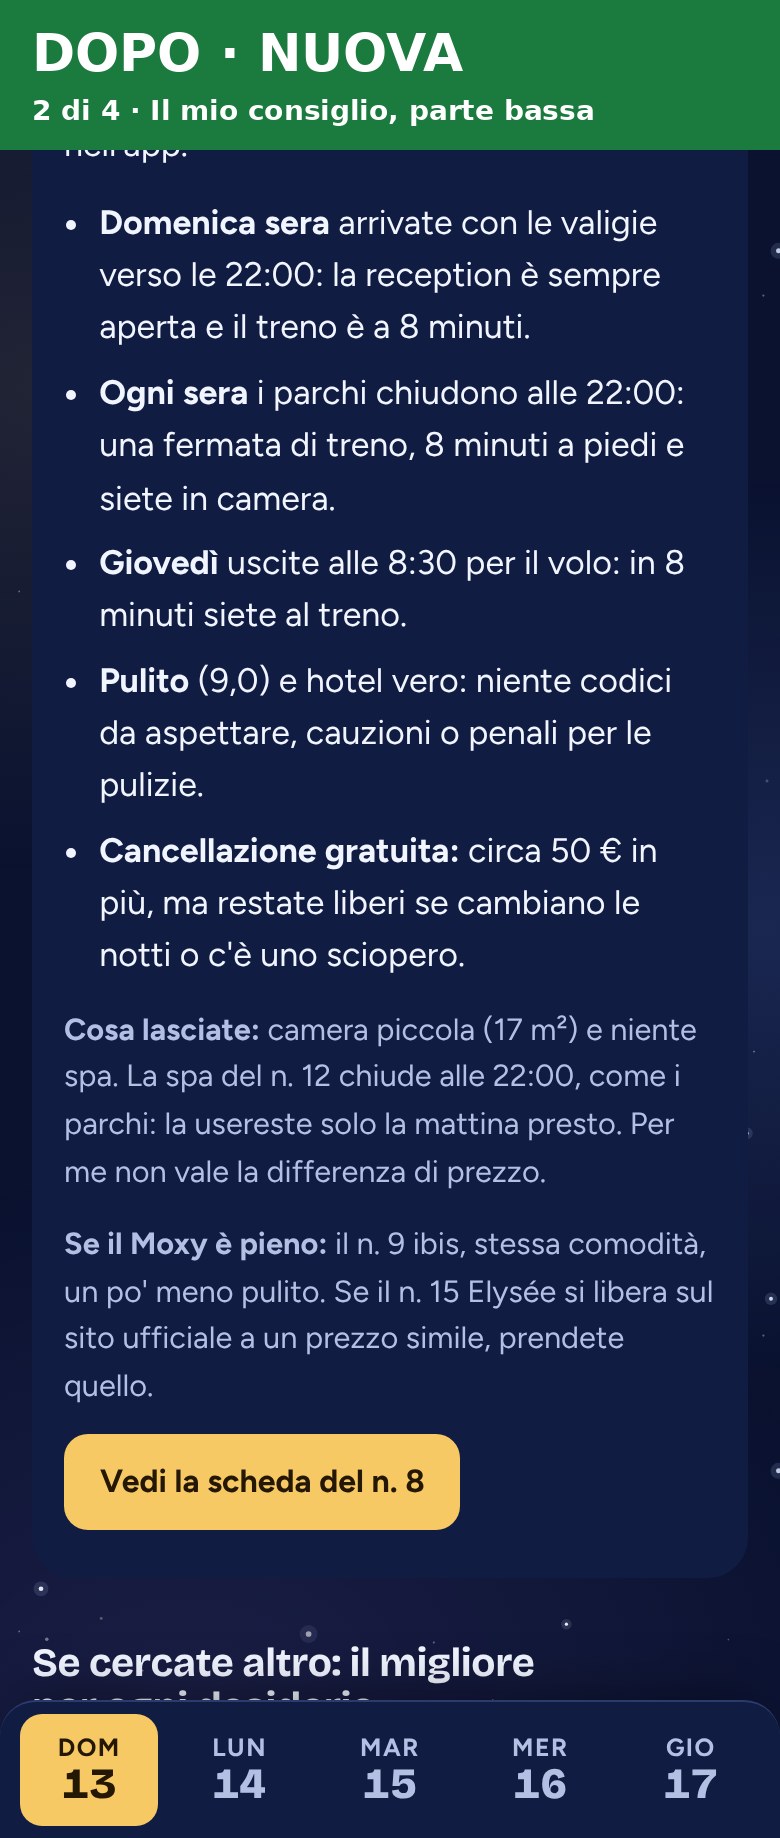 DOPO · NUOVA
2 di 4 · Il mio consiglio, parte bassa
nell'app.
• Domenica sera arrivate con le valigie
verso le 22:00: la reception è sempre
aperta e il treno è a 8 minuti.
• Ogni sera i parchi chiudono alle 22:00:
una fermata di treno, 8 minuti a piedi e
siete in camera.
• Giovedì uscite alle 8:30 per il volo: in 8
minuti siete al treno.
• Pulito (9,0) e hotel vero: niente codici
da aspettare, cauzioni o penali per le
pulizie.
• Cancellazione gratuita: circa 50 € in
più, ma restate liberi se cambiano le
notti o c'è uno sciopero.
Cosa lasciate: camera piccola (17 m²) e niente
spa. La spa del n. 12 chiude alle 22:00, come i
parchi: la usereste solo la mattina presto. Per
me non vale la differenza di prezzo.
Se il Moxy è pieno: il n. 9 ibis, stessa comodità,
un po' meno pulito. Se il n. 15 Elysée si libera sul
sito ufficiale a un prezzo simile, prendete
quello.
Vedi la scheda del n. 8
Se cercate altro: il migliore
per ogni desiderio
DOM LUN MAR MER GIO
13 14 15 16 17